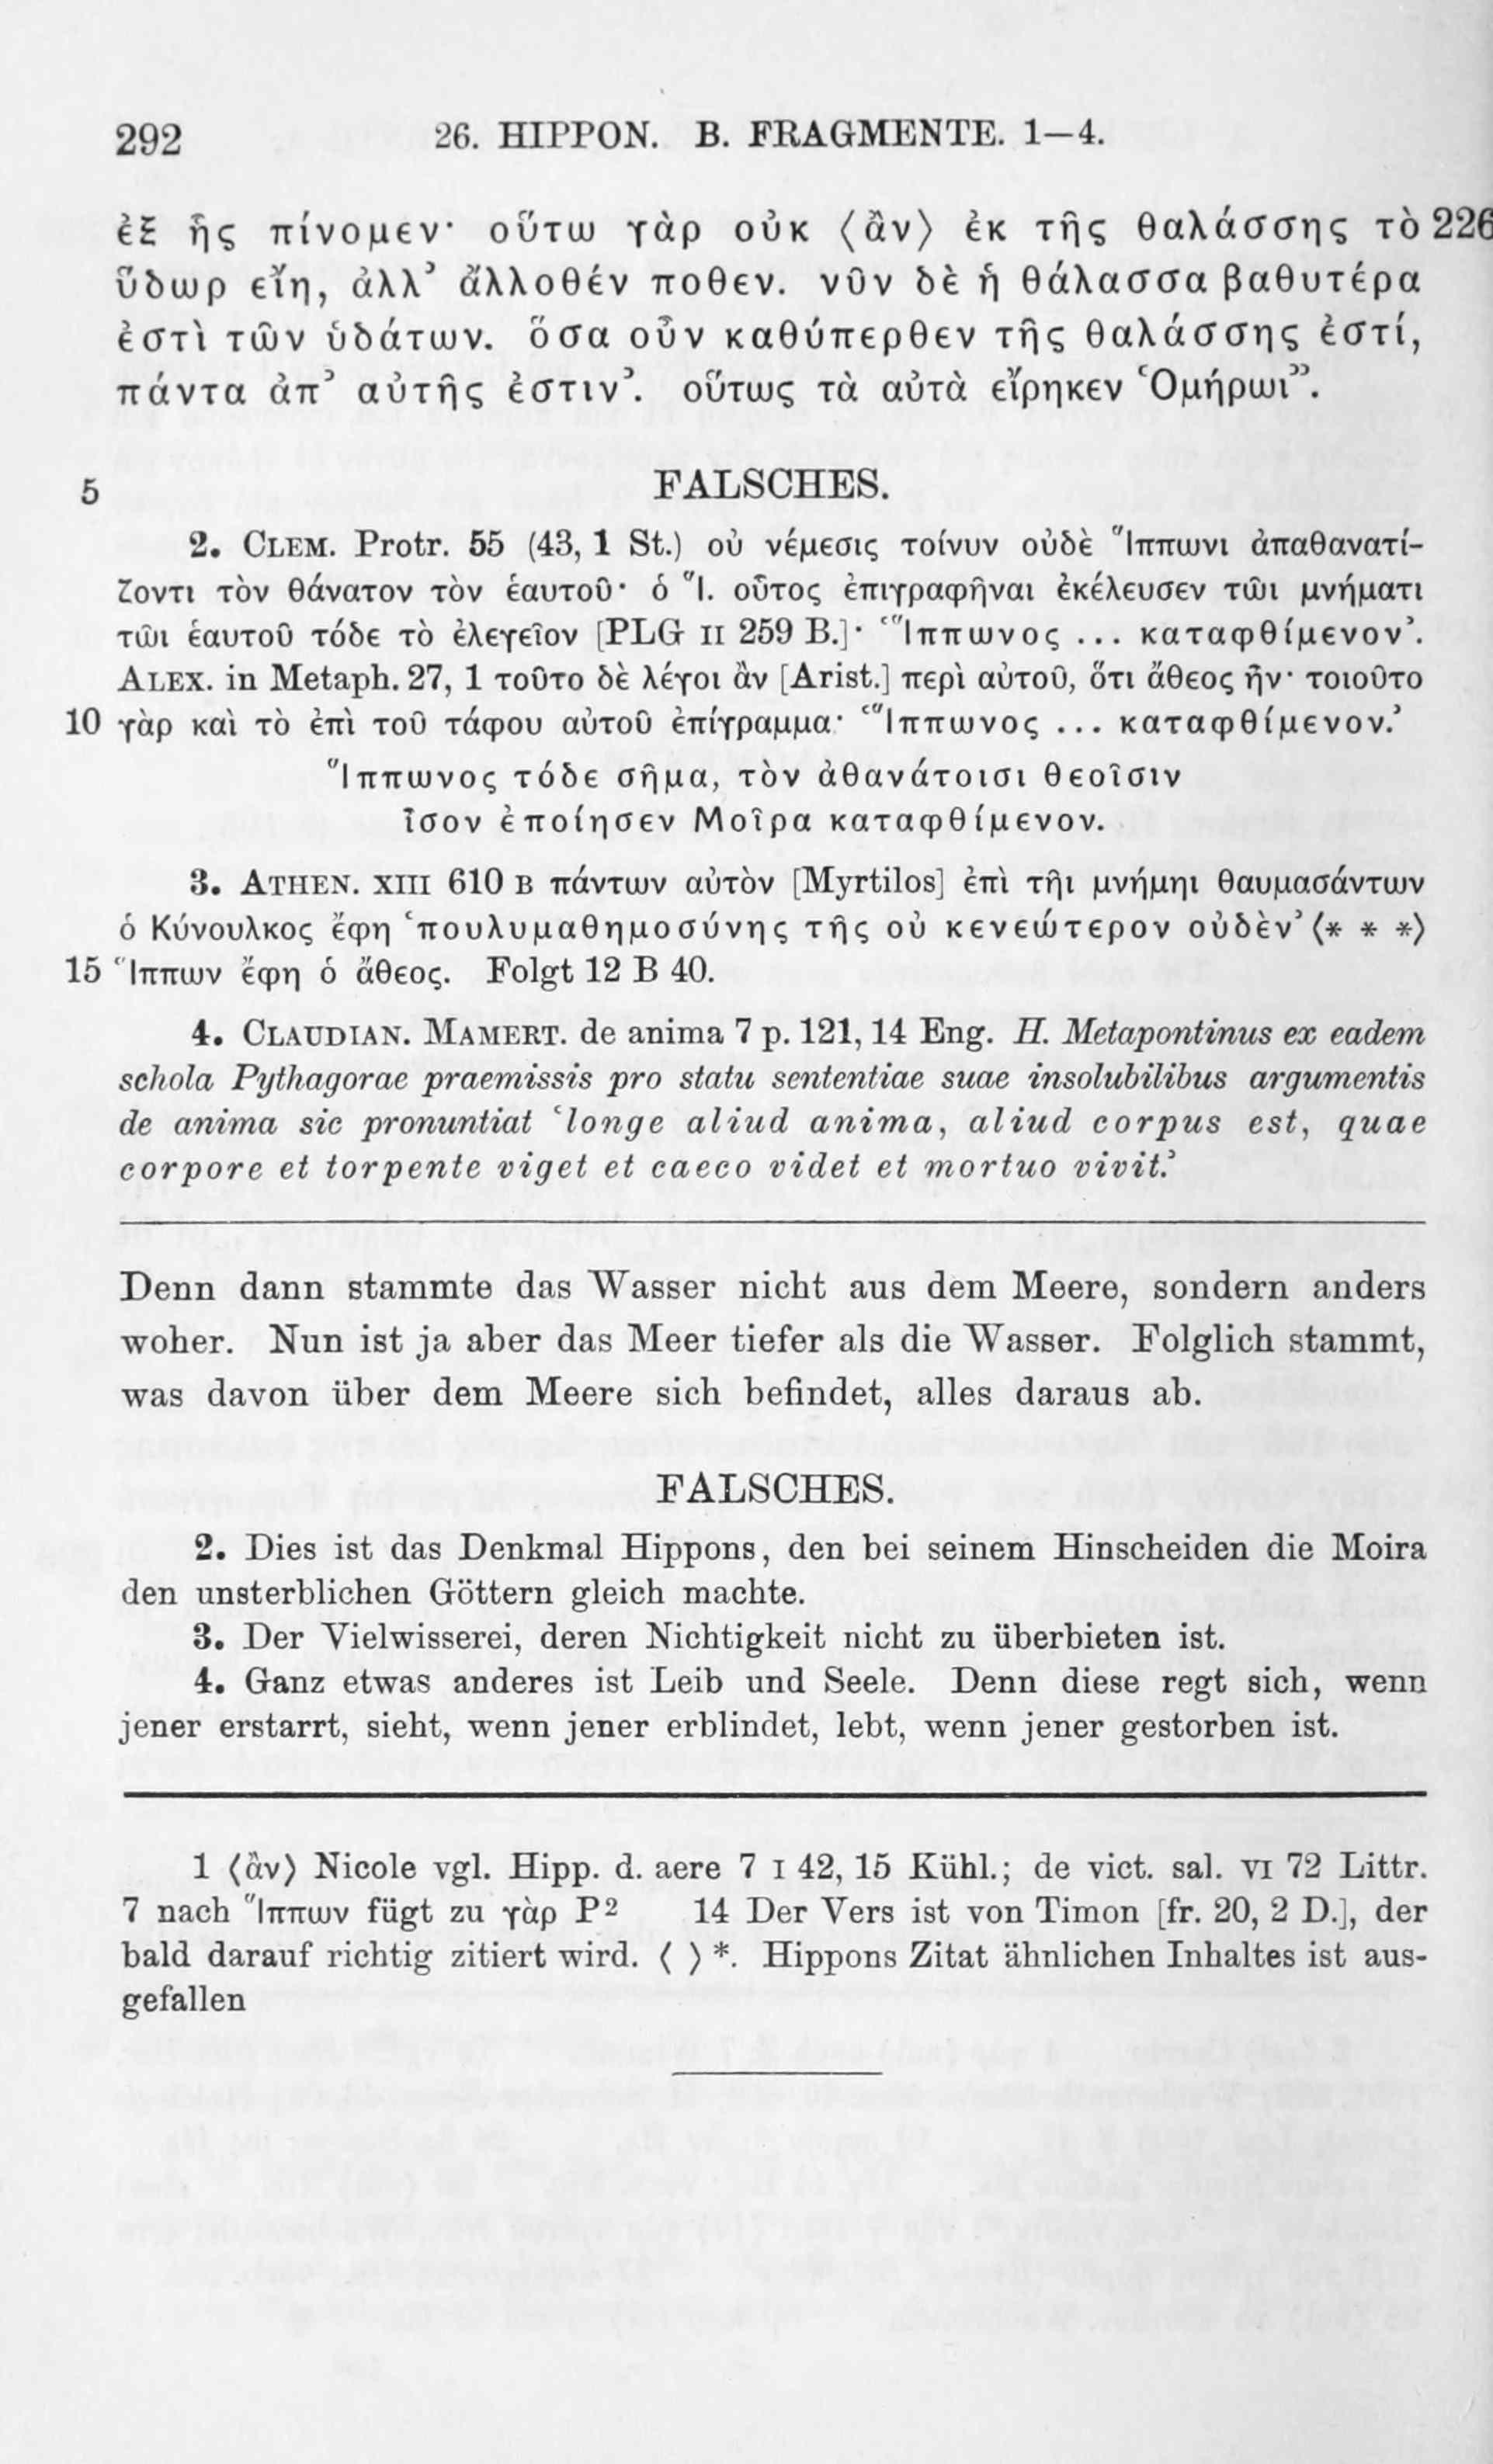 292 26. HIPPON. B. FRAGMENTE. 1—4.
ἐξ ἧς πίνομεν· οὕτω γὰρ οὐκ ⟨ἂν⟩ ἐκ τῆς θαλάσσης τὸ 226
ὕδωρ εἴη, ἀλλ’ ἄλλοθέν ποθεν. νῦν δὲ ἡ θάλασσα βαθυτέρα
ἐστὶ τῶν ὑδάτων. ὅσα οὖν καθύπερθεν τῆς θαλάσσης ἐστί,
πάντα ἀπ’ αὐτῆς ἐστιν’. οὕτως τὰ αὐτὰ εἴρηκεν Ὁμήρωι”.
5 FALSCHES.
2. CLEM. Protr. 55 (43, 1 St.) οὐ νέμεσις τοίνυν οὐδὲ Ἵππωνι ἀπαθανατί-
ζοντι τὸν θάνατον τὸν ἑαυτοῦ· ὁ Ἵ. οὗτος ἐπιγραφῆναι ἐκέλευσεν τῶι μνήματι
τῶι ἑαυτοῦ τόδε τὸ ἐλεγεῖον [PLG II 259 B.]· ‘Ἵππωνος ... καταφθίμενον’.
ALEX. in Metaph. 27, 1 τοῦτο δὲ λέγοι ἂν [Arist.] περὶ αὐτοῦ, ὅτι ἄθεος ἦν· τοιοῦτο
10 γὰρ καὶ τὸ ἐπὶ τοῦ τάφου αὐτοῦ ἐπίγραμμα· ‘Ἵππωνος ... καταφθίμενον.’
Ἵππωνος τόδε σῆμα, τὸν ἀθανάτοισι θεοῖσιν
ἶσον ἐποίησεν Μοῖρα καταφθίμενον.
3. ATHEN. XIII 610 B πάντων αὐτὸν [Myrtilos] ἐπὶ τῆι μνήμηι θαυμασάντων
ὁ Κύνουλκος ἔφη ‘πουλυμαθημοσύνης τῆς οὐ κενεώτερον οὐδὲν’ ⟨* * *⟩
15 Ἵππων ἔφη ὁ ἄθεος. Folgt 12 B 40.
4. CLAUDIAN. MAMERT. de anima 7 p. 121, 14 Eng. H. Metapontinus ex eadem
schola Pythagorae praemissis pro statu sententiae suae insolubilibus argumentis
de anima sic pronuntiat ‘longe aliud anima, aliud corpus est, quae
corpore et torpente viget et caeco videt et mortuo vivit.’
Denn dann stammte das Wasser nicht aus dem Meere, sondern anders
woher. Nun ist ja aber das Meer tiefer als die Wasser. Folglich stammt,
was davon über dem Meere sich befindet, alles daraus ab.
FALSCHES.
2. Dies ist das Denkmal Hippons, den bei seinem Hinscheiden die Moira
den unsterblichen Göttern gleich machte.
3. Der Vielwisserei, deren Nichtigkeit nicht zu überbieten ist.
4. Ganz etwas anderes ist Leib und Seele. Denn diese regt sich, wenn
jener erstarrt, sieht, wenn jener erblindet, lebt, wenn jener gestorben ist.
1 ⟨ἂν⟩ Nicole vgl. Hipp. d. aere 7 I 42, 15 Kühl.; de vict. sal. VI 72 Littr.
7 nach Ἵππων fügt zu γὰρ P2 14 Der Vers ist von Timon [fr. 20, 2 D.], der
bald darauf richtig zitiert wird. ⟨ ⟩ *. Hippons Zitat ähnlichen Inhaltes ist aus-
gefallen